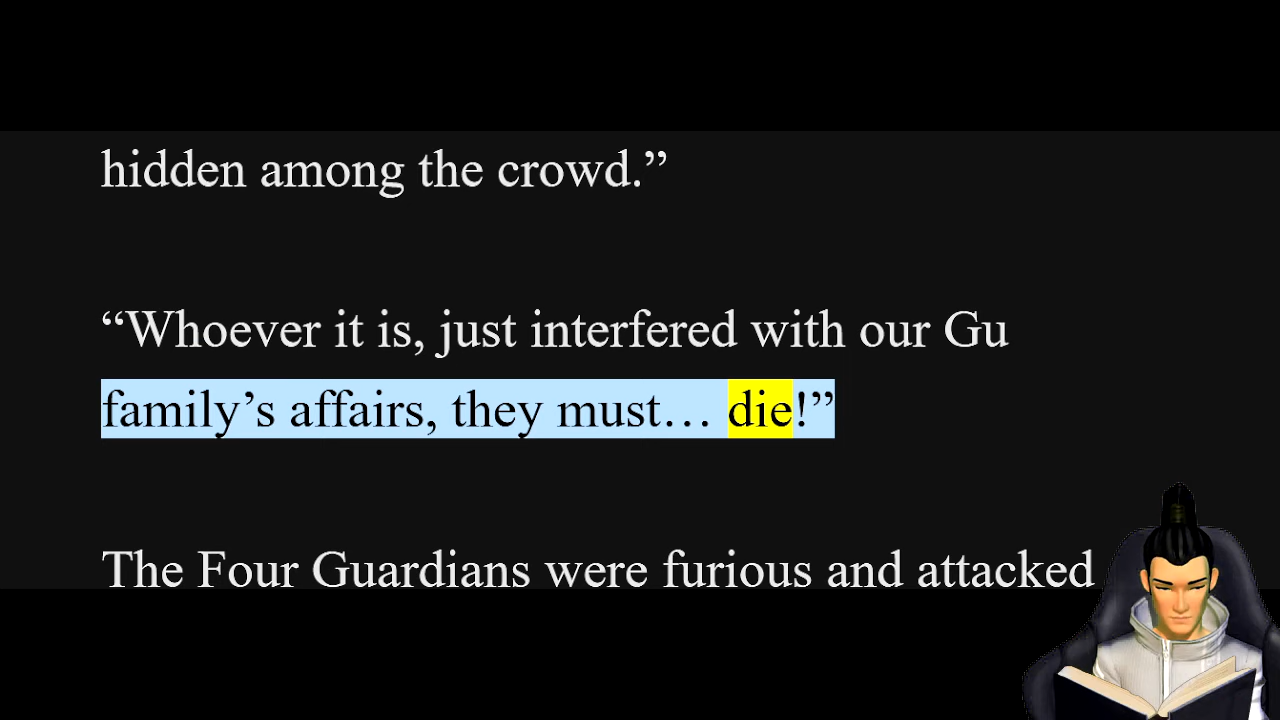 hidden among the crowd.”
“Whoever it is, just interfered with our Gu
family’s affairs, they must… die!”
The Four Guardians were furious and attacked